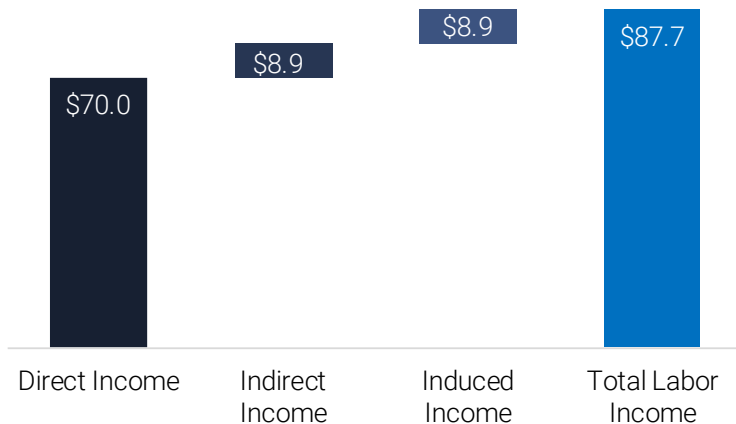 $70.0
$8.9
$8.9
$87.7
Direct Income
Indirect
Income
Induced
Income
Total Labor
Income